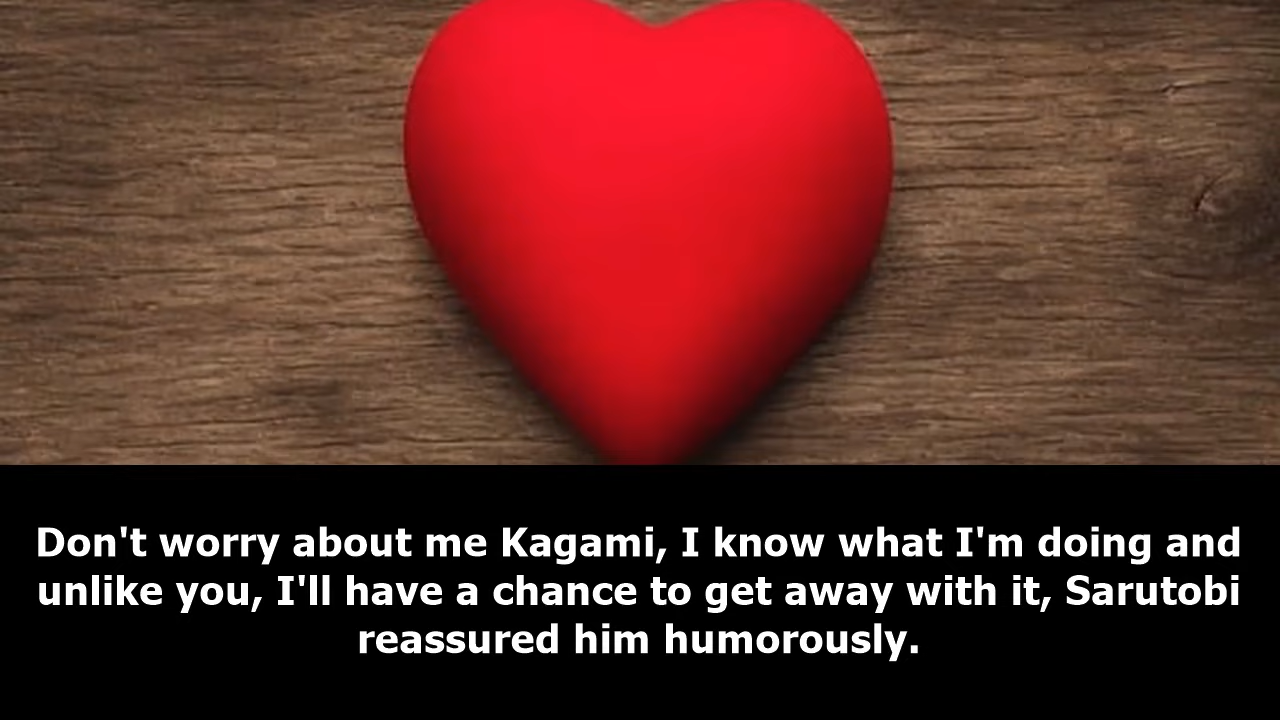 Don't worry about me Kagami, I know what I'm doing and
unlike you, I'll have a chance to get away with it, Sarutobi
reassured him humorously.